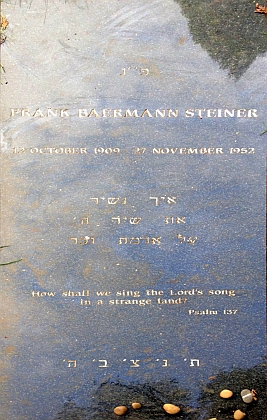 פ״נ
FRANK BAERMANN STEINER
12 OCTOBER 1909 27 NOVEMBER 1952
איך נשיר
את שיר ה׳
על אדמת נכר
How shall we sing the Lord's song
in a strange land?
Psalm 137
ת׳ נ׳ צ׳ ב׳ ה׳